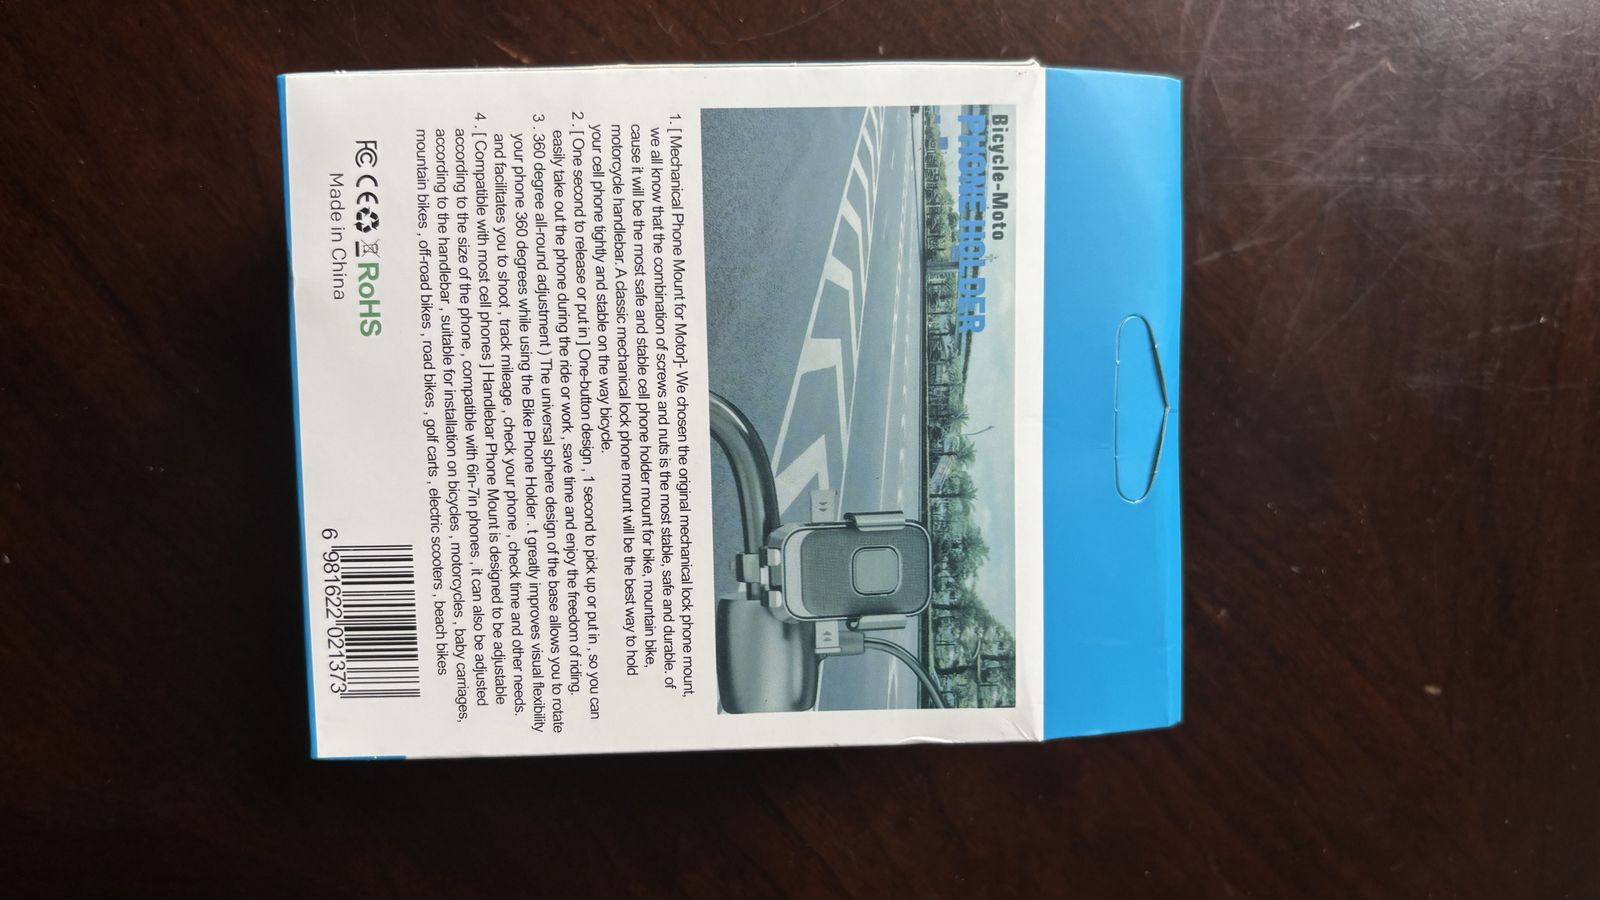 Bicycle-Moto
PHONE HOLDER
1. [ Mechanical Phone Mount for Motor]- We chosen the original mechanical lock phone mount,
we all know that the combination of screws and nuts is the most stable, safe and durable, of
cause it will be the most safe and stable cell phone holder mount for bike, mountain bike,
motorcycle handlebar. A classic mechanical lock phone mount will be the best way to hold
your cell phone tightly and stable on the way bicycle.
2 . [ One second to release or put in ] One-button design , 1 second to pick up or put in , so you can
easily take out the phone during the ride or work , save time and enjoy the freedom of riding.
3 . 360 degree all-round adjustment ) The universal sphere design of the base allows you to rotate
your phone 360 degrees while using the Bike Phone Holder . t greatly improves visual flexibility
and facilitates you to shoot , track mileage , check your phone , check time and other needs.
4 . [ Compatible with most cell phones ] Handlebar Phone Mount is designed to be adjustable
according to the size of the phone , compatible with 6in-7in phones , it can also be adjusted
according to the handlebar , suitable for installation on bicycles , motorcycles , baby carriages,
mountain bikes , off-road bikes , road bikes , golf carts , electric scooters , beach bikes
FC CE RoHS
Made in China
6 981622 021373